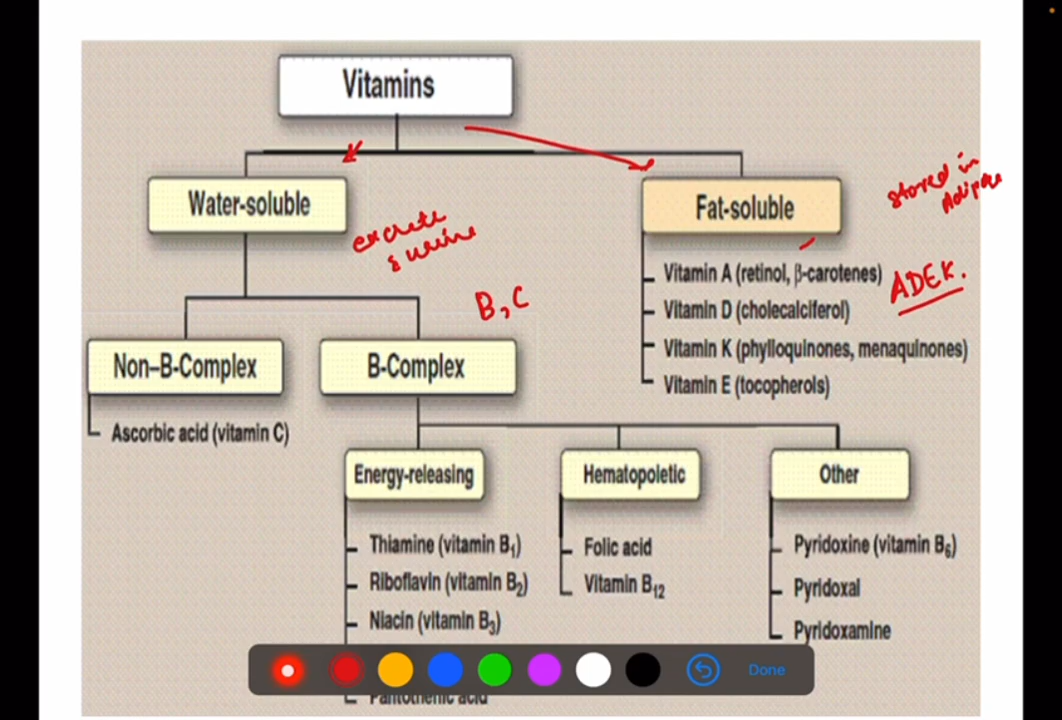 Vitamins
Water-soluble
Fat-soluble
stored in
Adipose
excrete
& urine
Vitamin A (retinol, β-carotenes)
ADEK.
B, C
Vitamin D (cholecalciferol)
Non–B-Complex
B-Complex
Vitamin K (phylloquinones, menaquinones)
Vitamin E (tocopherols)
Ascorbic acid (vitamin C)
Energy-releasing
Hematopoietic
Other
Thiamine (vitamin B₁)
Folic acid
Pyridoxine (vitamin B₆)
Riboflavin (vitamin B₂)
Vitamin B₁₂
Pyridoxal
Niacin (vitamin B₃)
Pyridoxamine
Done
Pantothenic acid